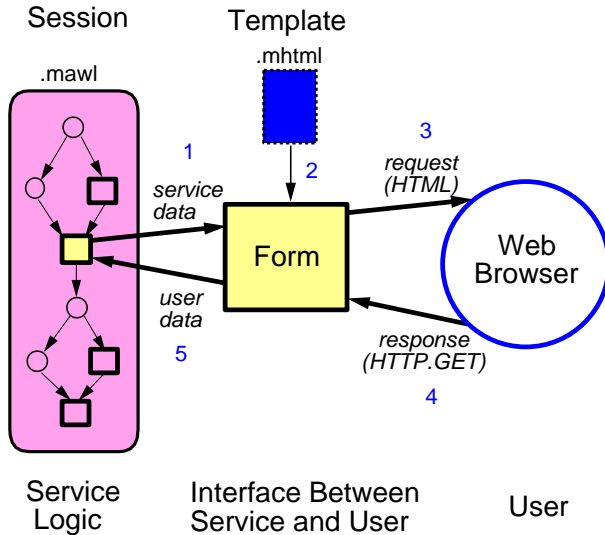 Session
Template
.mawl
.mhtml
1
2
3
service
data
request
(HTML)
Form
Web
Browser
user
data
5
response
(HTTP.GET)
4
Service
Logic
Interface Between
Service and User
User